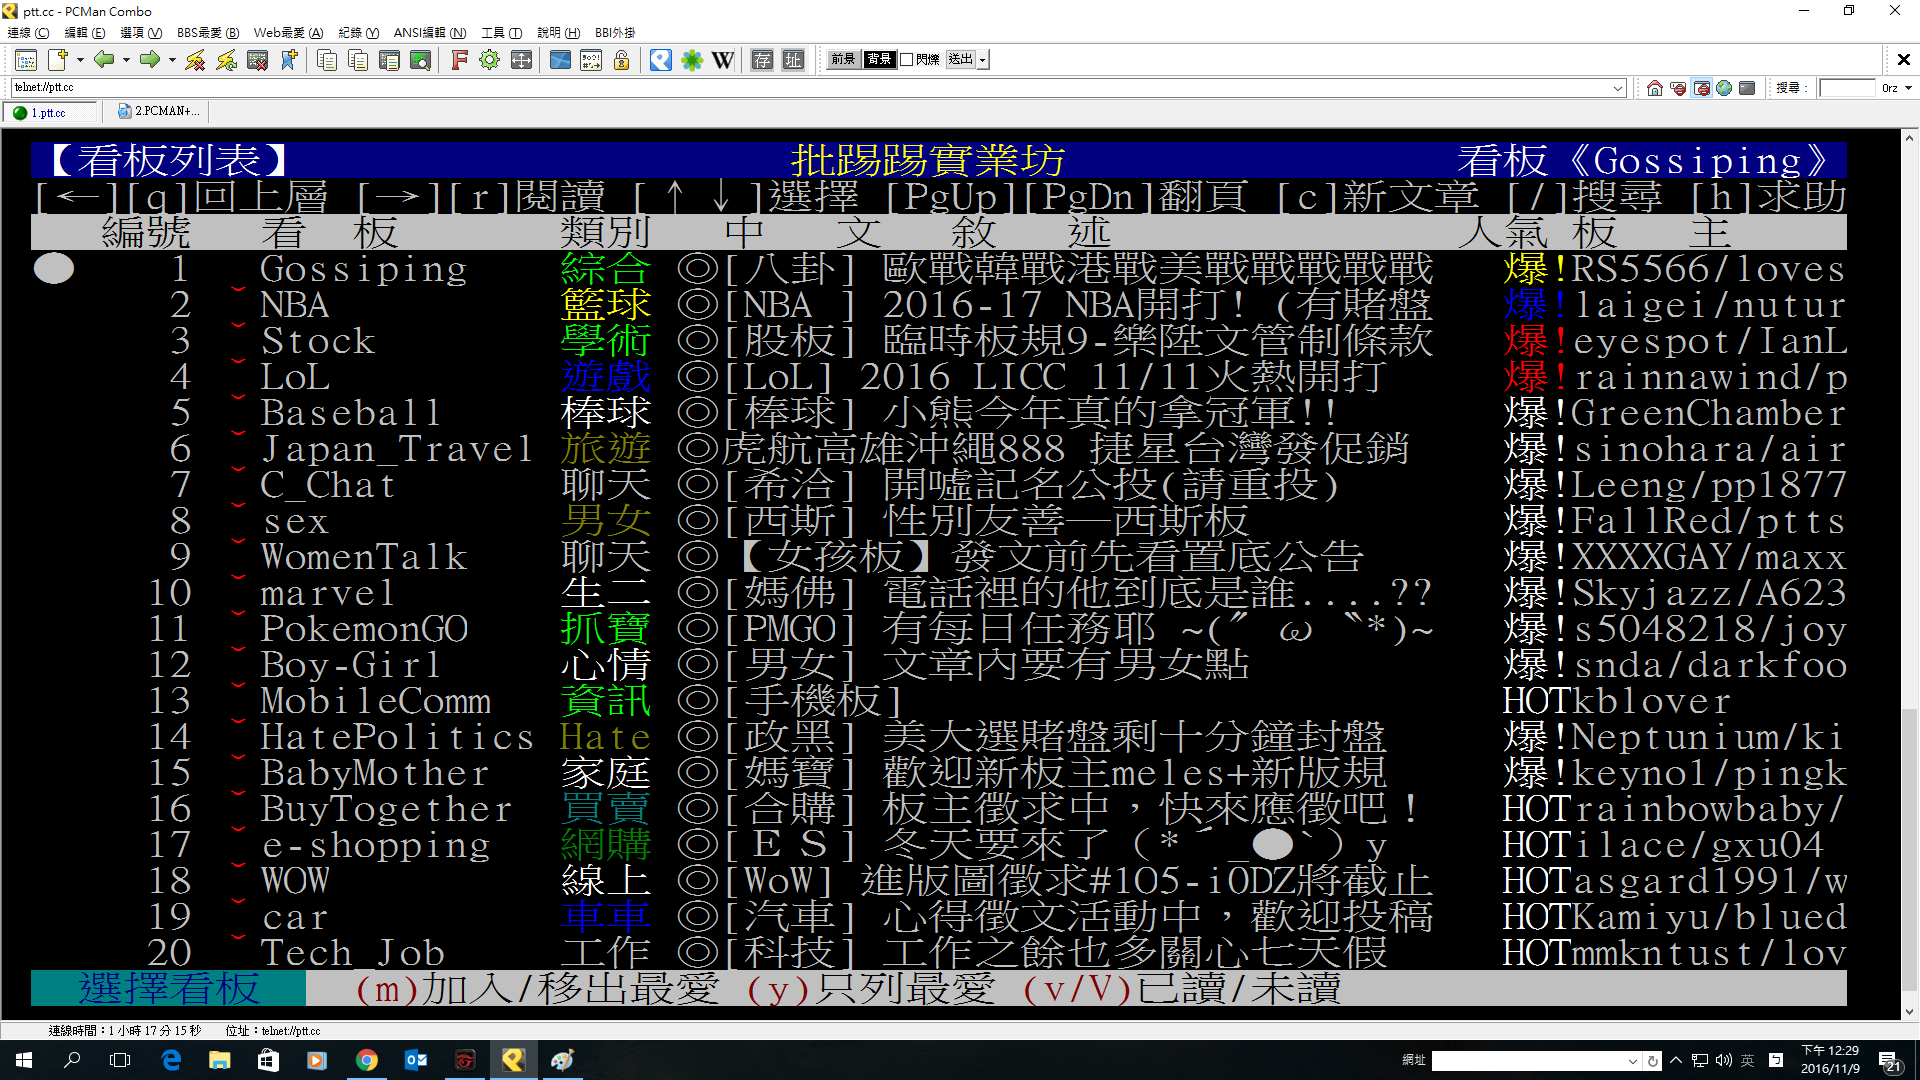 ptt.cc - PCMan Combo
連線 (C) 編輯 (E) 選項 (V) BBS最愛 (B) Web最愛 (A) 紀錄 (Y) ANSI編輯 (N) 工具 (T) 說明 (H) BBI外掛
F R W 存 址 前景 背景 閃爍 送出
telnet://ptt.cc 搜尋： Orz
1.ptt.cc 2.PCMAN+...
【看板列表】 批踢踢實業坊 看板《Gossiping》
[←][q]回上層 [→][r]閱讀 [↑↓]選擇 [PgUp][PgDn]翻頁 [c]新文章 [/]搜尋 [h]求助
編號 看 板 類別 中 文 敘 述 人氣 板 主
● 1 ˇ Gossiping 綜合 ◎[八卦] 歐戰韓戰港戰美戰戰戰戰戰 爆!RS5566/loves
2 ˇ NBA 籃球 ◎[NBA ] 2016-17 NBA開打! (有賭盤 爆!laigei/nutur
3 ˇ Stock 學術 ◎[股板] 臨時板規9-樂陞文管制條款 爆!eyespot/IanL
4 ˇ LoL 遊戲 ◎[LoL] 2016 LICC 11/11火熱開打 爆!rainnawind/p
5 ˇ Baseball 棒球 ◎[棒球] 小熊今年真的拿冠軍!! 爆!GreenChamber
6 ˇ Japan_Travel 旅遊 ◎虎航高雄沖繩888 捷星台灣發促銷 爆!sinohara/air
7 ˇ C_Chat 聊天 ◎[希洽] 開噓記名公投(請重投) 爆!Leeng/pp1877
8 ˇ sex 男女 ◎[西斯] 性別友善—西斯板 爆!FallRed/ptts
9 ˇ WomenTalk 聊天 ◎【女孩板】發文前先看置底公告 爆!XXXXGAY/maxx
10 ˇ marvel 生二 ◎[媽佛] 電話裡的他到底是誰....?? 爆!Skyjazz/A623
11 ˇ PokemonGO 抓寶 ◎[PMGO] 有每日任務耶 ~(〞ω〝*)~ 爆!s5048218/joy
12 ˇ Boy-Girl 心情 ◎[男女] 文章內要有男女點 爆!snda/darkfoo
13 ˇ MobileComm 資訊 ◎[手機板] HOTkblover
14 ˇ HatePolitics Hate ◎[政黑] 美大選賭盤剩十分鐘封盤 爆!Neptunium/ki
15 ˇ BabyMother 家庭 ◎[媽寶] 歡迎新板主meles+新版規 爆!keyno1/pingk
16 ˇ BuyTogether 買賣 ◎[合購] 板主徵求中，快來應徵吧！ HOTrainbowbaby/
17 ˇ e-shopping 網購 ◎[ＥＳ] 冬天要來了（*ˊ_●ˋ）y HOTilace/gxu04
18 ˇ WOW 線上 ◎[WoW] 進版圖徵求#1O5-iODZ將截止 HOTasgard1991/w
19 ˇ car 車車 ◎[汽車] 心得徵文活動中，歡迎投稿 HOTKamiyu/blued
20 ˇ Tech_Job 工作 ◎[科技] 工作之餘也多關心七天假 HOTmmkntust/lov
選擇看板 (m)加入/移出最愛 (y)只列最愛 (v/V)已讀/未讀
連線時間：1 小時 17 分 15 秒 位址：telnet://ptt.cc
網址 英 ㄅ 下午 12:29
2016/11/9 21